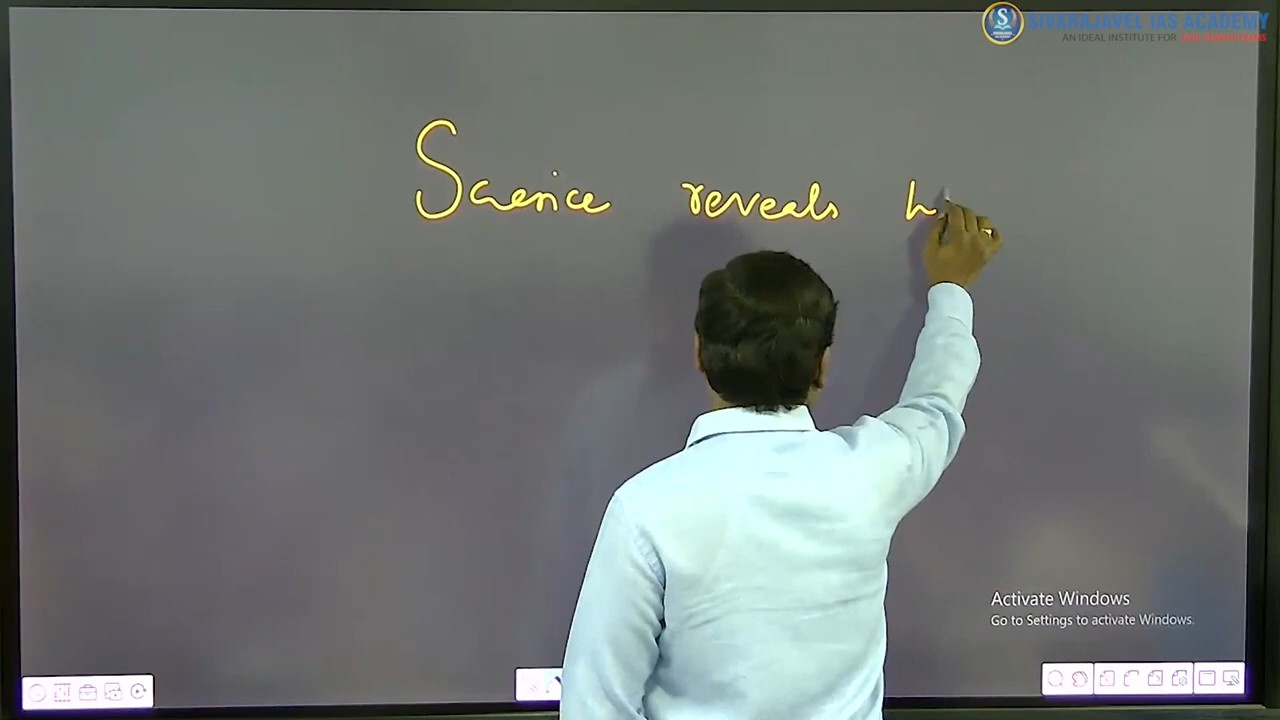 SIVARAJAVEL IAS ACADEMY
AN IDEAL INSTITUTE FOR
Science reveals h
Activate Windows
Go to Settings to activate Windows.